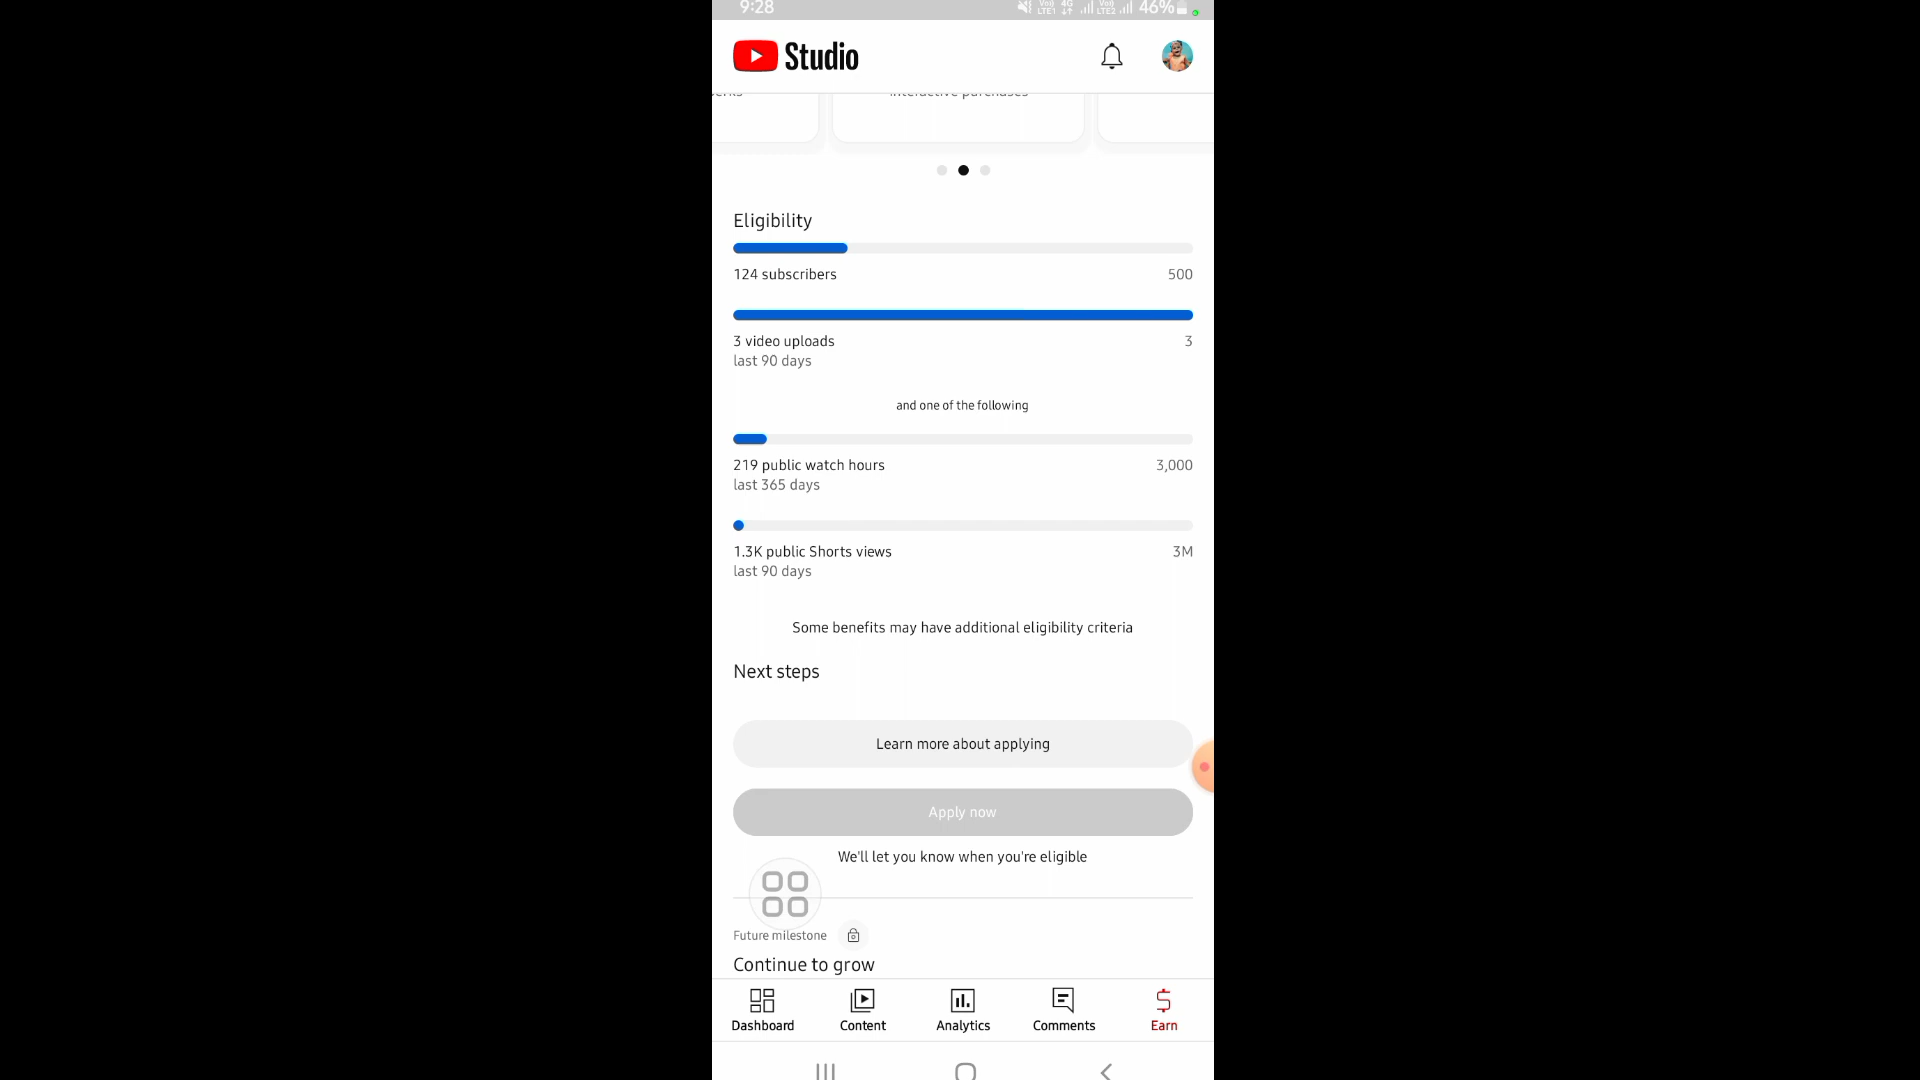 9:28
46%
Studio
interactive purchases
Eligibility
124 subscribers 500
3 video uploads 3
last 90 days
and one of the following
219 public watch hours 3,000
last 365 days
1.3K public Shorts views 3M
last 90 days
Some benefits may have additional eligibility criteria
Next steps
Learn more about applying
Apply now
We'll let you know when you're eligible
Future milestone
Continue to grow
Dashboard Content Analytics Comments Earn